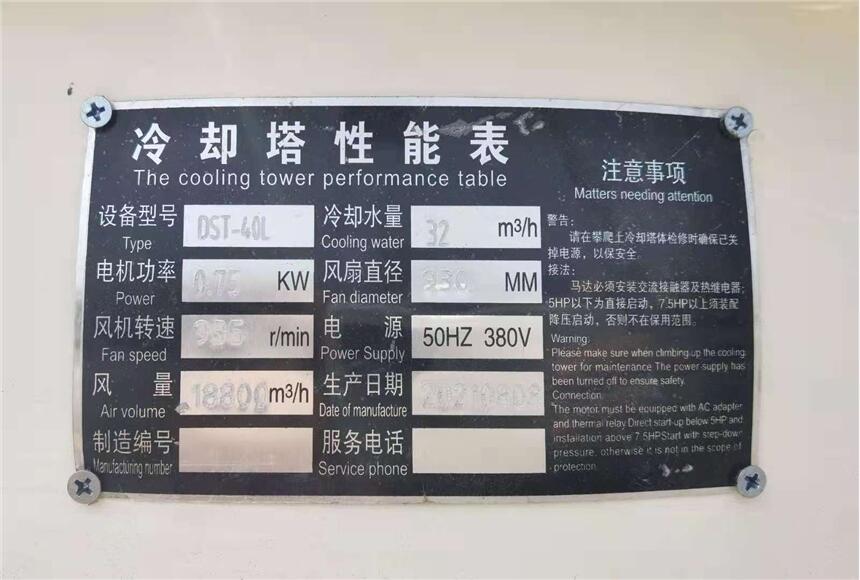 冷却塔性能表
The cooling tower performance table
设备型号 DST-40L 冷却水量 32 m³/h
Type Cooling water
电机功率 0.75 KW 风扇直径 930 MM
Power Fan diameter
风机转速 935 r/min 电 源 50HZ 380V
Fan speed Power Supply
风 量 18800 m³/h 生产日期 20210808
Air volume Date of manufacture
制造编号 服务电话
Manufacturing number Service phone
注意事项
Matters needing attention
警告:
请在攀爬上冷却塔体检修时确保已关
掉电源，以保安全.
接法:
马达必须安装交流接触器及热继电器;
5HP以下为直接启动，7.5HP以上须装配
降压启动，否则不在保用范围.
Warning:
Please make sure when climbing up the cooling
tower for maintenance The power supply has
been turned off to ensure safety.
Connection
The motor must be equipped with AC adapter
and thermal relay Direct start-up below 5HP and
installation above 7.5HPStart with step-down
pressure, otherwise it is not in the scope of
protection.